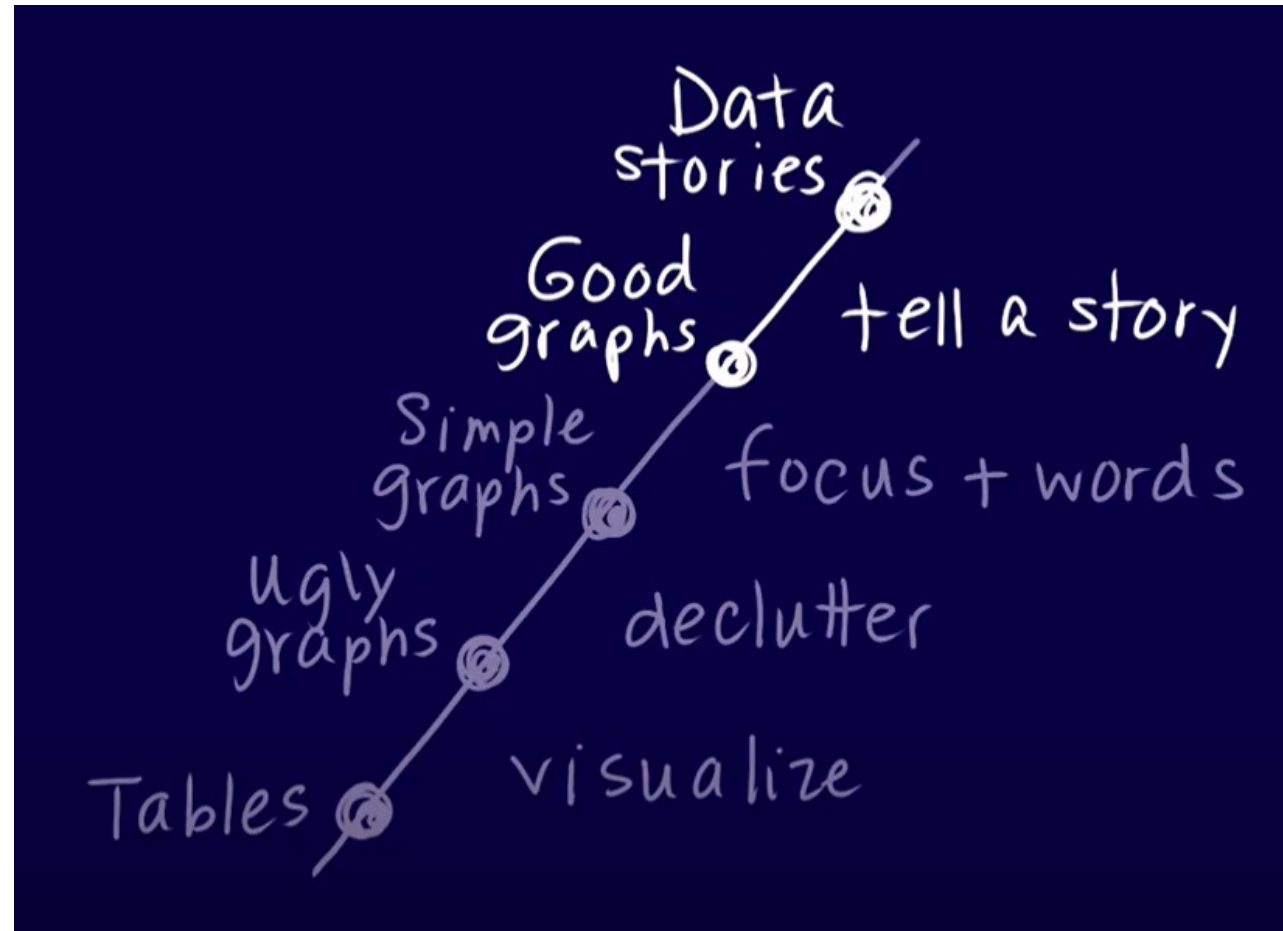 Data
stories
Good
graphs
tell a story
Simple
graphs
focus + words
Ugly
graphs
declutter
Tables
visualize